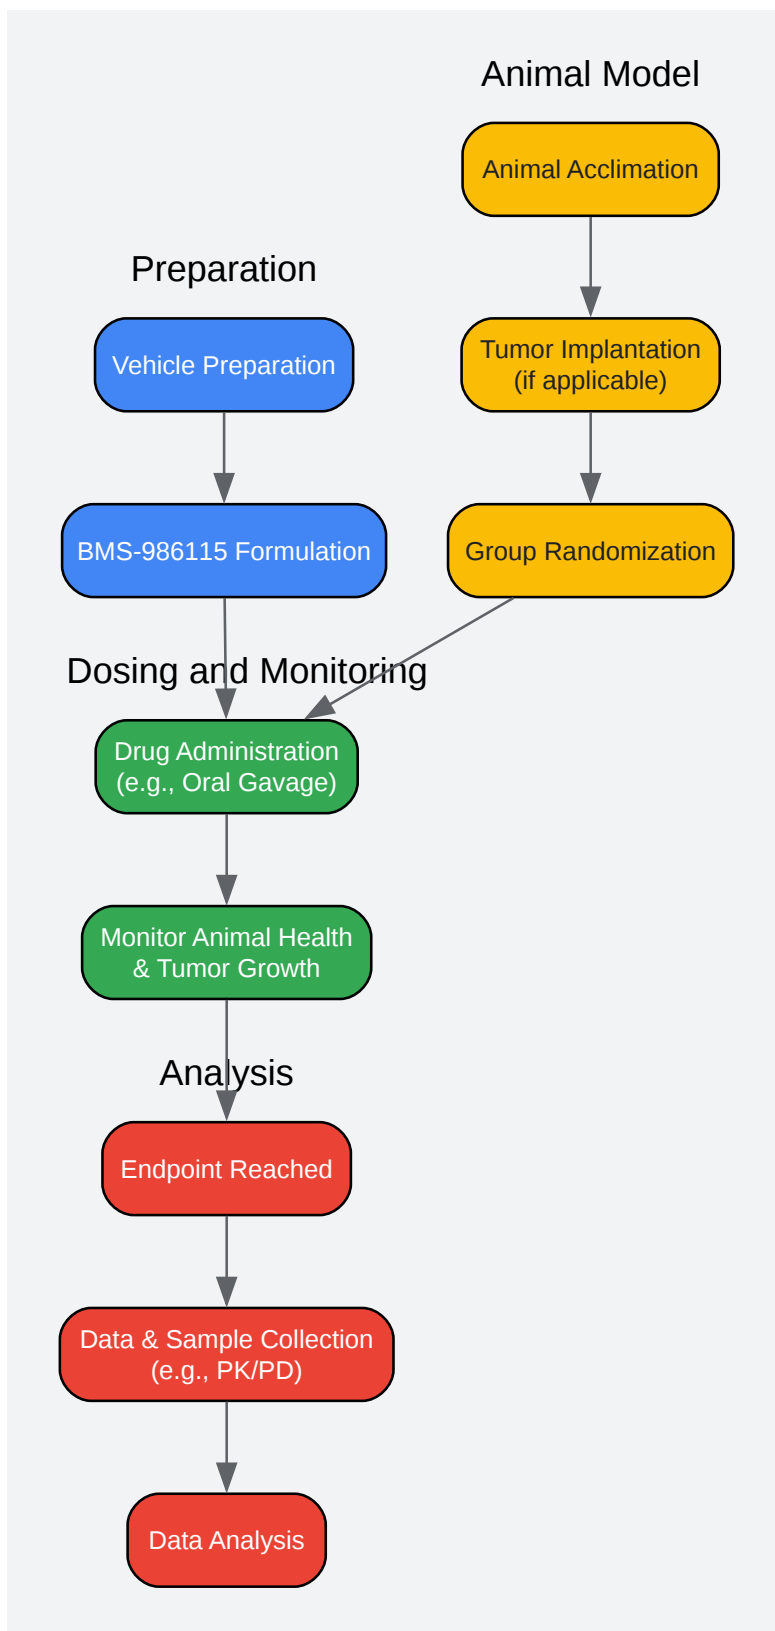 Animal Model
Animal Acclimation
Preparation
Vehicle Preparation
Tumor Implantation
(if applicable)
BMS-986115 Formulation
Group Randomization
Dosing and Monitoring
Drug Administration
(e.g., Oral Gavage)
Monitor Animal Health
& Tumor Growth
Analysis
Endpoint Reached
Data & Sample Collection
(e.g., PK/PD)
Data Analysis